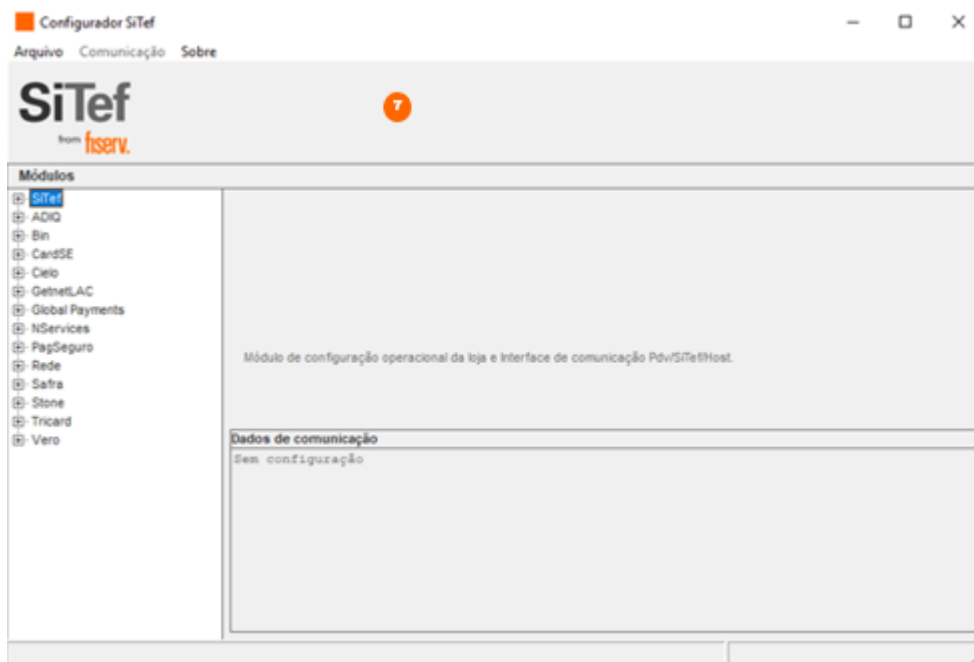 Configurador SiTef
Arquivo Comunicação Sobre
SiTef
from fiserv.
7
Módulos
SiTef
ADIQ
Bin
CardSE
Cielo
GetnetLAC
Global Payments
NServices
PagSeguro
Rede
Safra
Stone
Tricard
Vero
Módulo de configuração operacional da loja e Interface de comunicação Pdv/SiTef/Host.
Dados de comunicação
Sem configuração